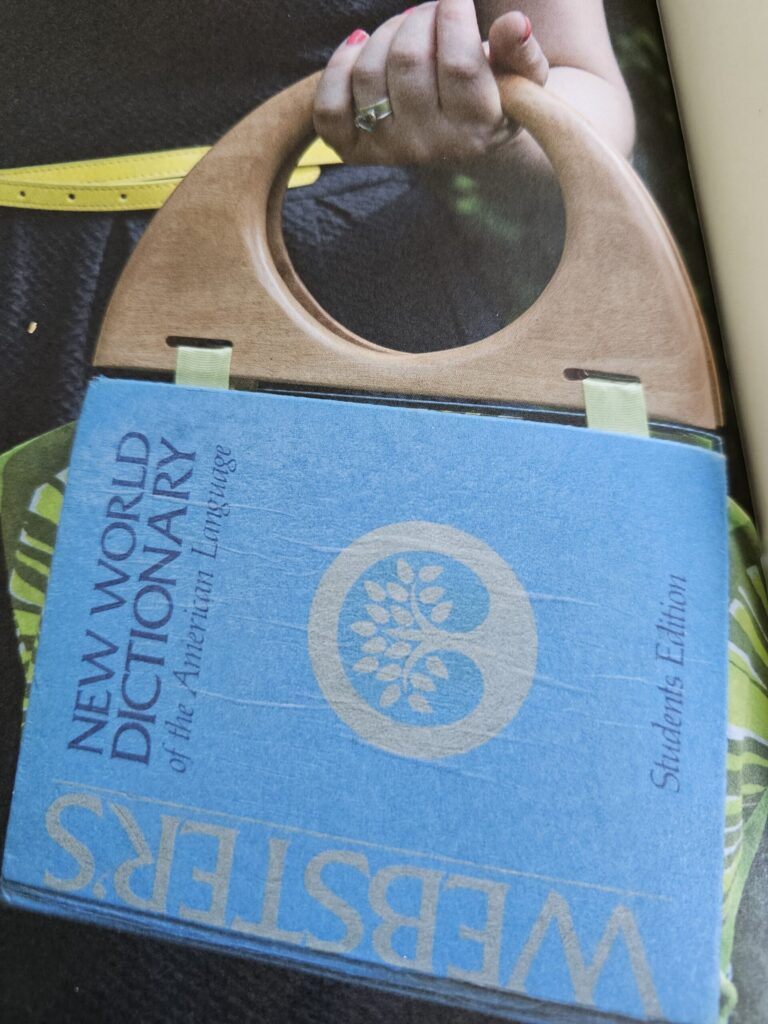 NEW WORLD
DICTIONARY
of the American Language
Students Edition
WEBSTER'S